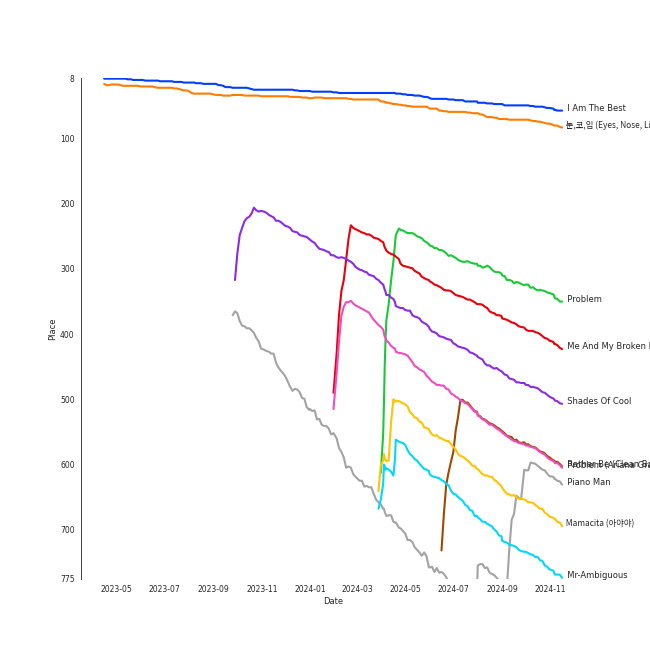 8
100
200
300
400
500
600
700
775
Place
2023-05
2023-07
2023-09
2023-11
2024-01
2024-03
2024-05
2024-07
2024-09
2024-11
Date
I Am The Best
눈,코,입 (Eyes, Nose, Li
Problem
Me And My Broken
Shades Of Cool
Piano Man
Mamacita (아야야)
Mr-Ambiguous